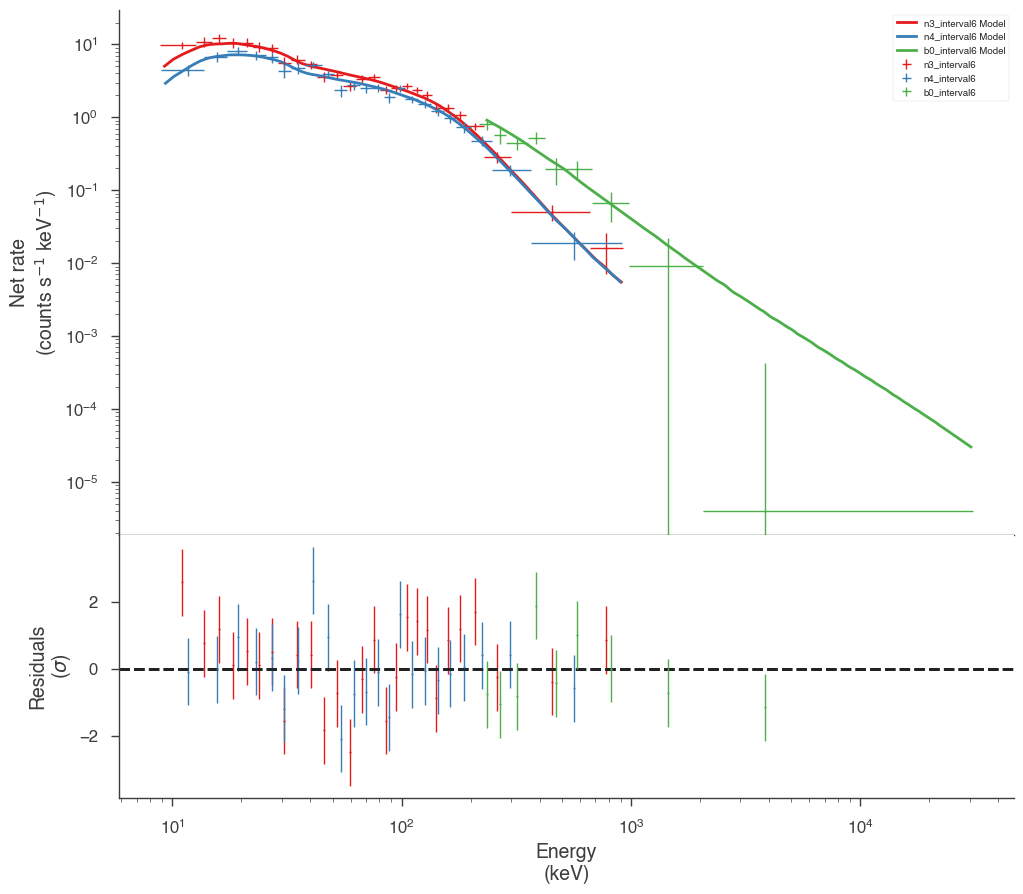 n3_interval6 Model
n4_interval6 Model
b0_interval6 Model
n3_interval6
n4_interval6
b0_interval6
10¹
10⁰
10⁻¹
10⁻²
10⁻³
10⁻⁴
10⁻⁵
Net rate
(counts s⁻¹ keV⁻¹)
2
0
−2
Residuals
(σ)
10¹ 10² 10³ 10⁴
Energy
(keV)